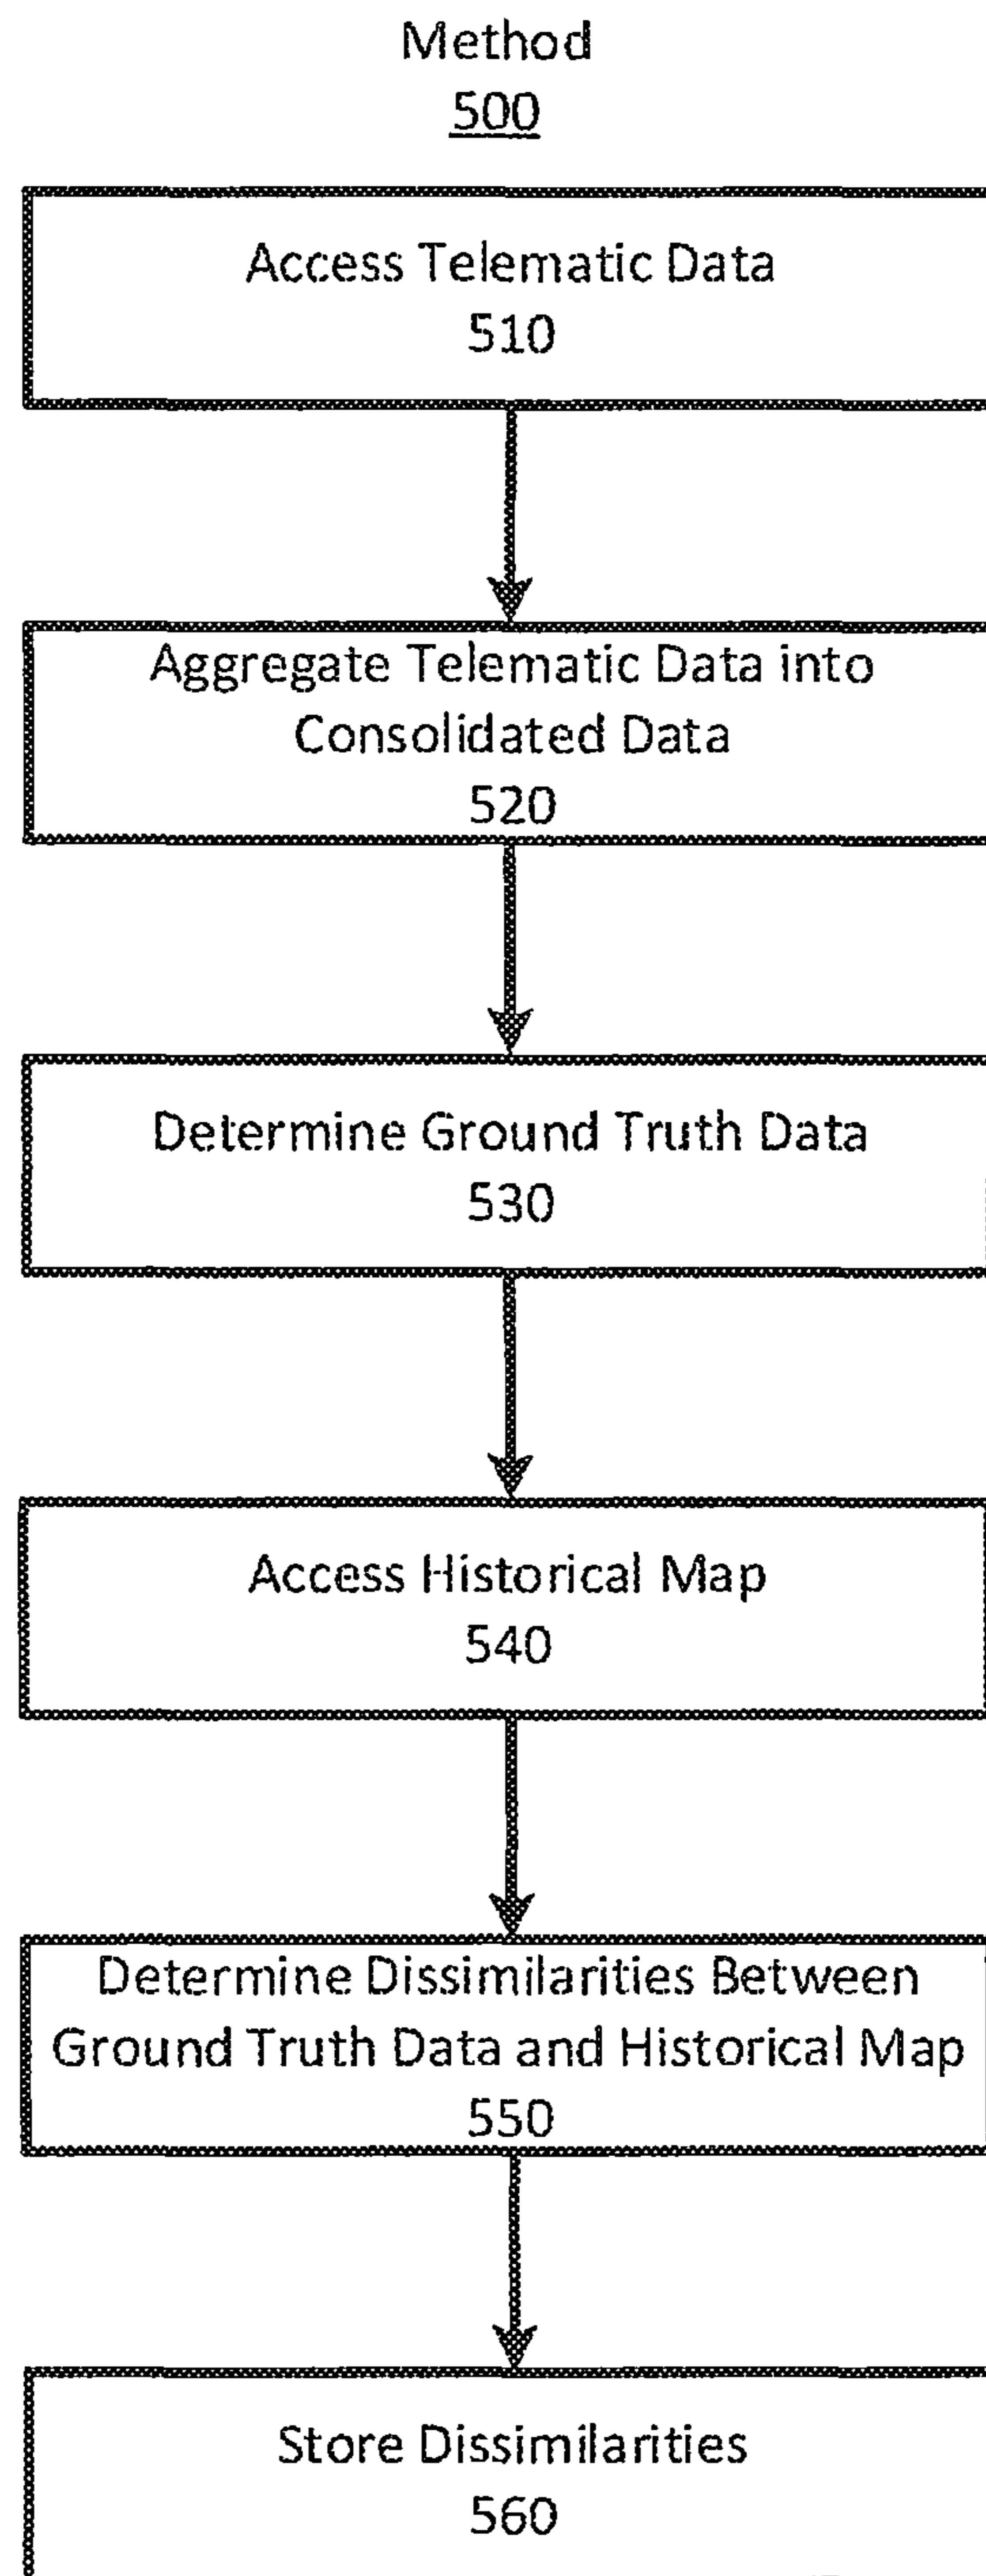 Method
500
Access Telematic Data
510
Aggregate Telematic Data into
Consolidated Data
520
Determine Ground Truth Data
530
Access Historical Map
540
Determine Dissimilarities Between
Ground Truth Data and Historical Map
550
Store Dissimilarities
560